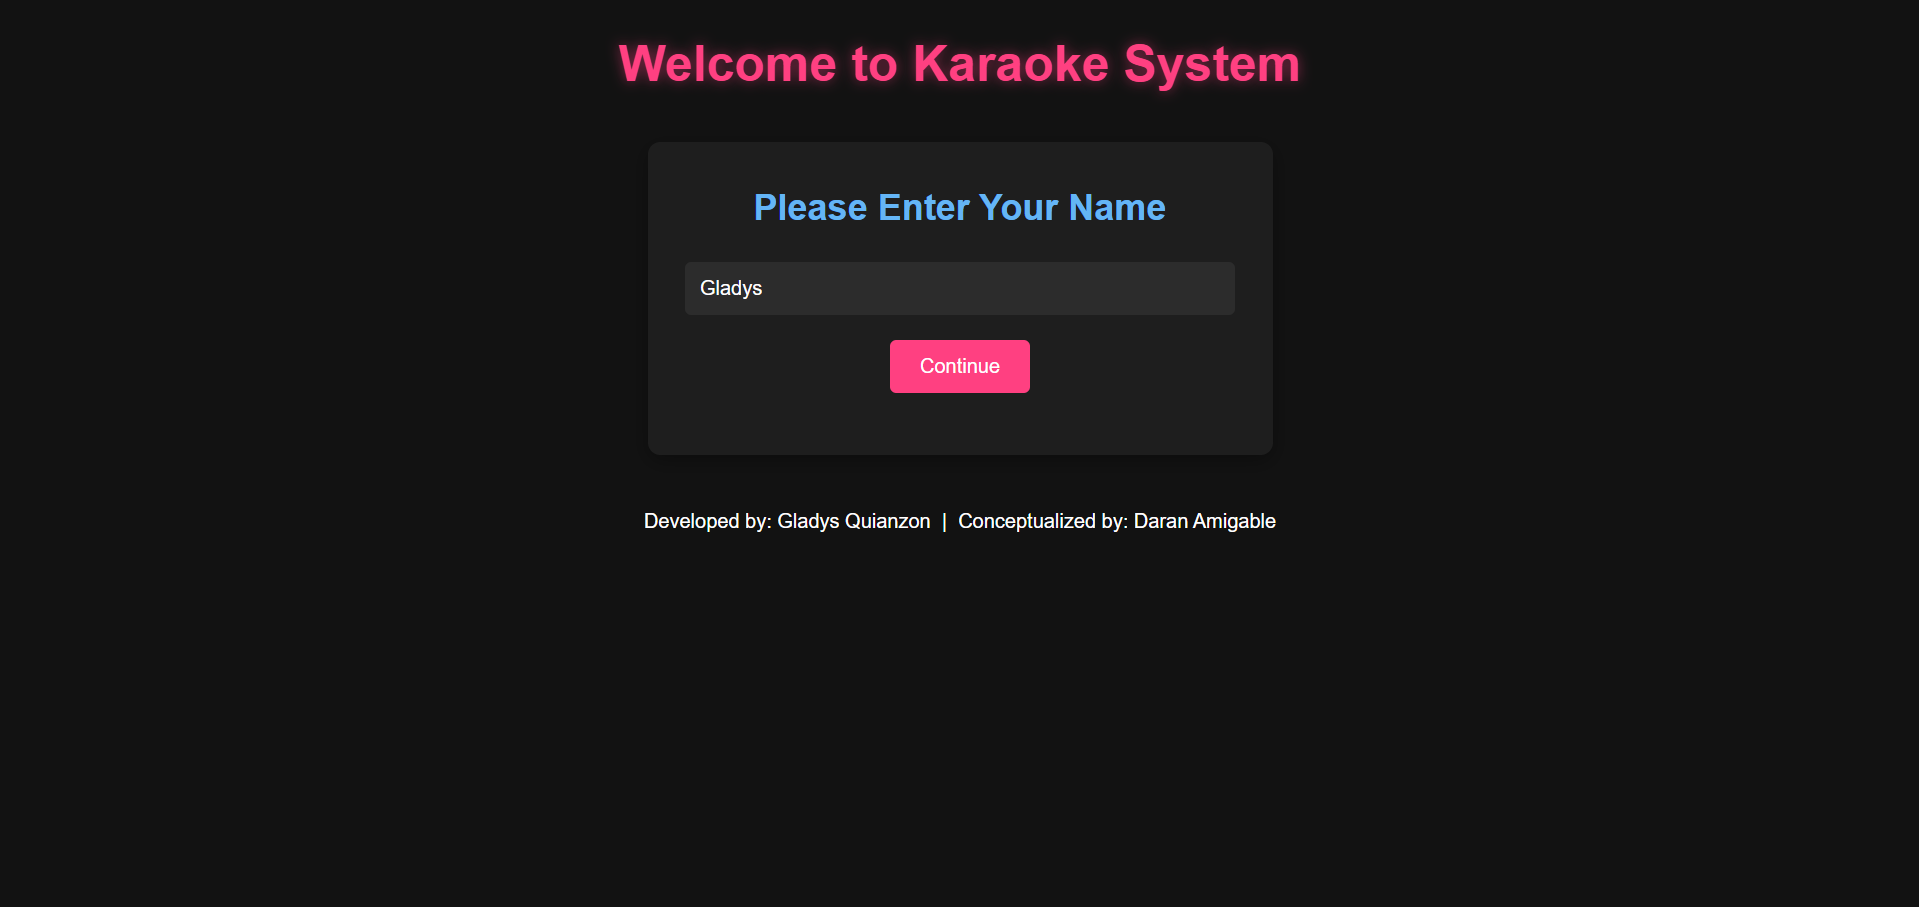 Welcome to Karaoke System
Please Enter Your Name
Gladys
Continue
Developed by: Gladys Quianzon | Conceptualized by: Daran Amigable